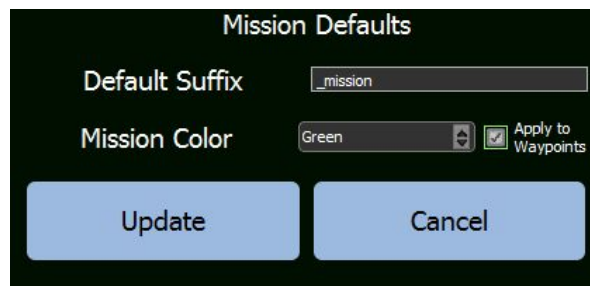 Mission Defaults
Default Suffix _mission
Mission Color Green Apply to
Waypoints
Update Cancel